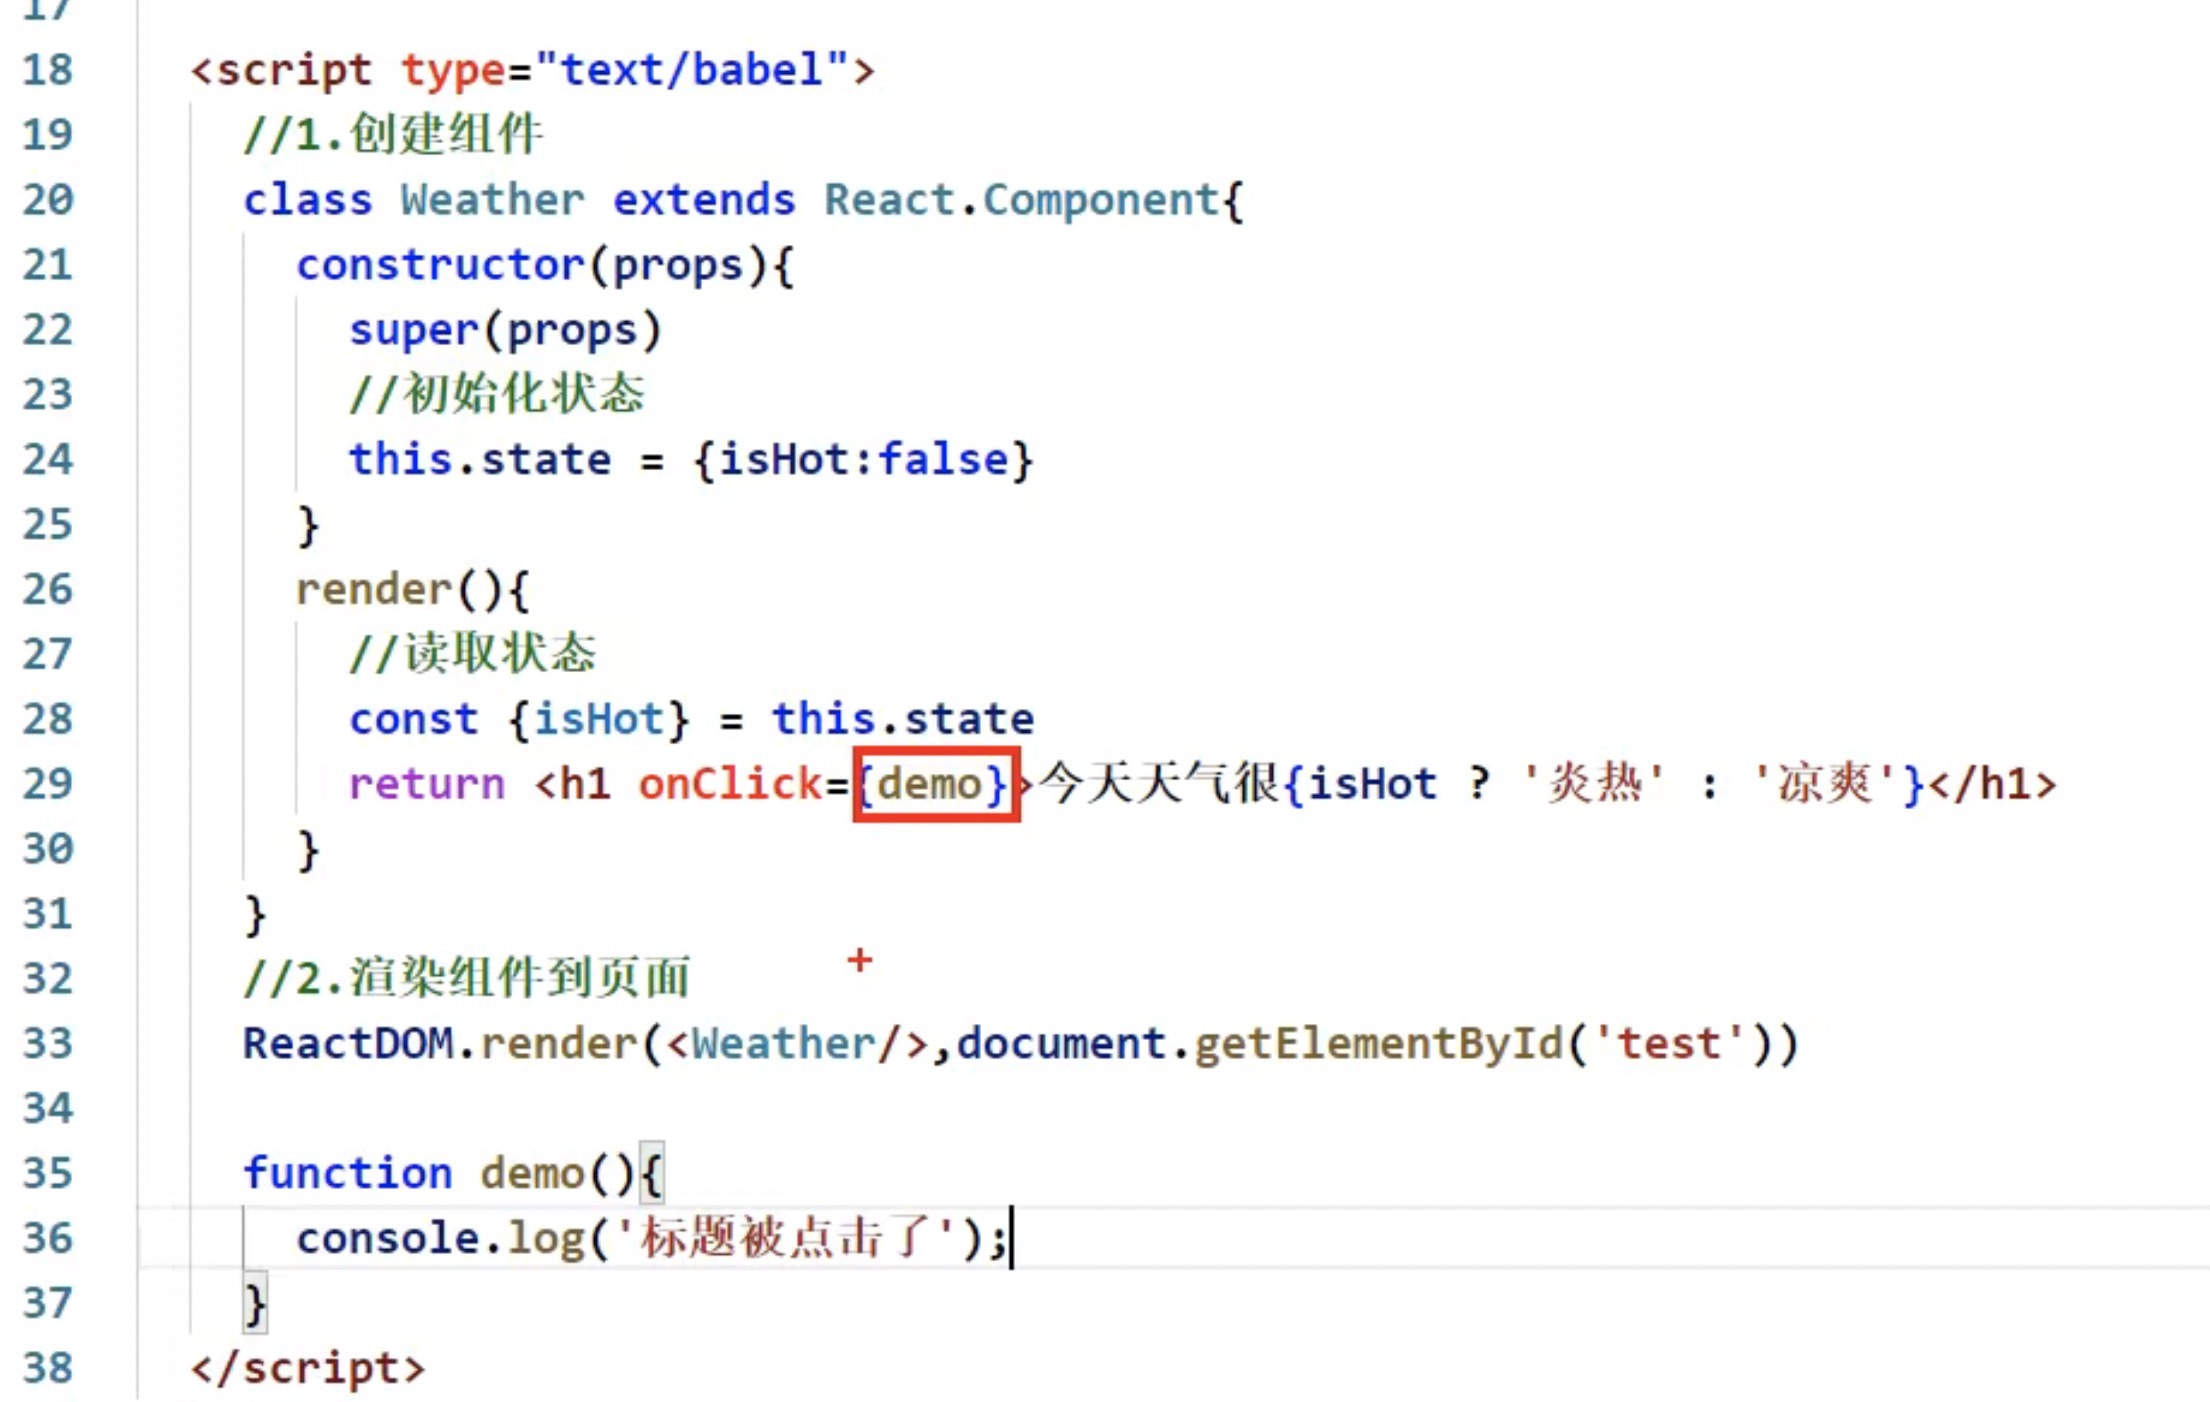 17
18 <script type="text/babel">
19 //1.创建组件
20 class Weather extends React.Component{
21 constructor(props){
22 super(props)
23 //初始化状态
24 this.state = {isHot:false}
25 }
26 render(){
27 //读取状态
28 const {isHot} = this.state
29 return <h1 onClick={demo}>今天天气很{isHot ? '炎热' : '凉爽'}</h1>
30 }
31 }
32 //2.渲染组件到页面
33 ReactDOM.render(<Weather/>,document.getElementById('test'))
34
35 function demo(){
36 console.log('标题被点击了');
37 }
38 </script>